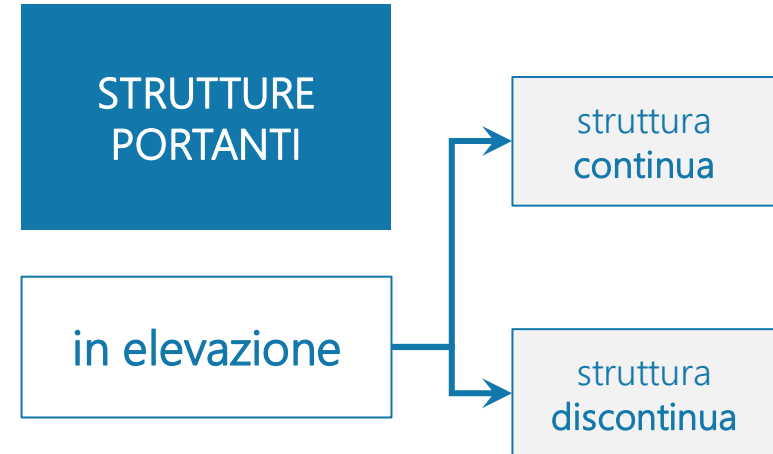 STRUTTURE
PORTANTI
in elevazione
struttura
continua
struttura
discontinua